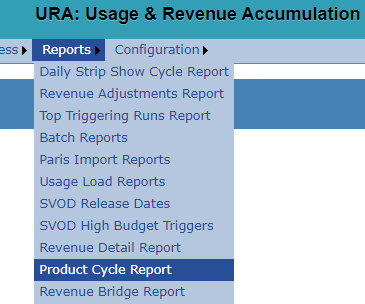 URA: Usage & Revenue Accumulation
ess Reports Configuration
Daily Strip Show Cycle Report
Revenue Adjustments Report
Top Triggering Runs Report
Batch Reports
Paris Import Reports
Usage Load Reports
SVOD Release Dates
SVOD High Budget Triggers
Revenue Detail Report
Product Cycle Report
Revenue Bridge Report